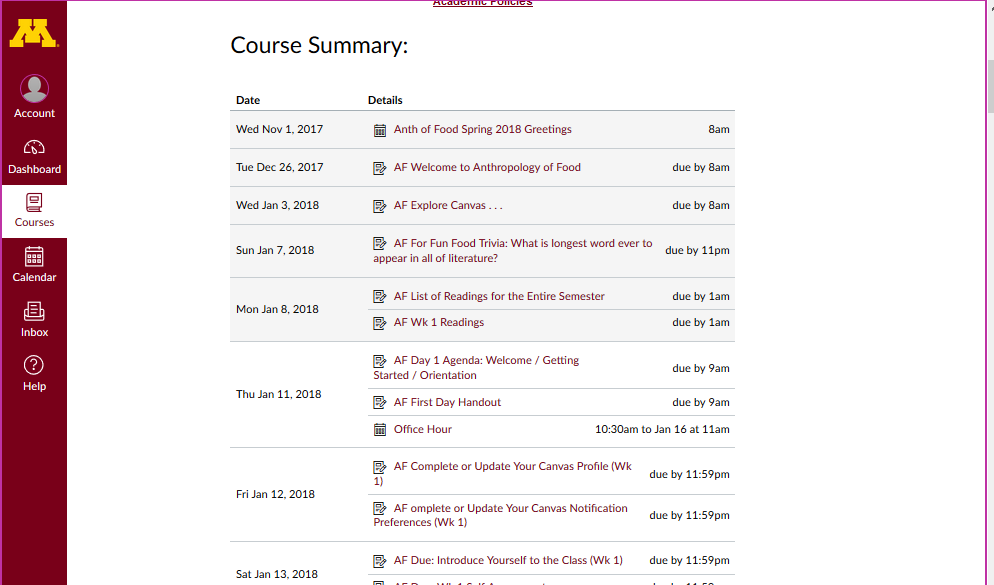 Academic Policies
Course Summary:
Date Details
Wed Nov 1, 2017 Anth of Food Spring 2018 Greetings 8am
Tue Dec 26, 2017 AF Welcome to Anthropology of Food due by 8am
Wed Jan 3, 2018 AF Explore Canvas . . . due by 8am
Sun Jan 7, 2018 AF For Fun Food Trivia: What is longest word ever to due by 11pm
appear in all of literature?
Mon Jan 8, 2018 AF List of Readings for the Entire Semester due by 1am
AF Wk 1 Readings due by 1am
Thu Jan 11, 2018 AF Day 1 Agenda: Welcome / Getting due by 9am
Started / Orientation
AF First Day Handout due by 9am
Office Hour 10:30am to Jan 16 at 11am
Fri Jan 12, 2018 AF Complete or Update Your Canvas Profile (Wk due by 11:59pm
1)
AF omplete or Update Your Canvas Notification due by 11:59pm
Preferences (Wk 1)
Sat Jan 13, 2018 AF Due: Introduce Yourself to the Class (Wk 1) due by 11:59pm
M
Account
Dashboard
Courses
Calendar
Inbox
Help